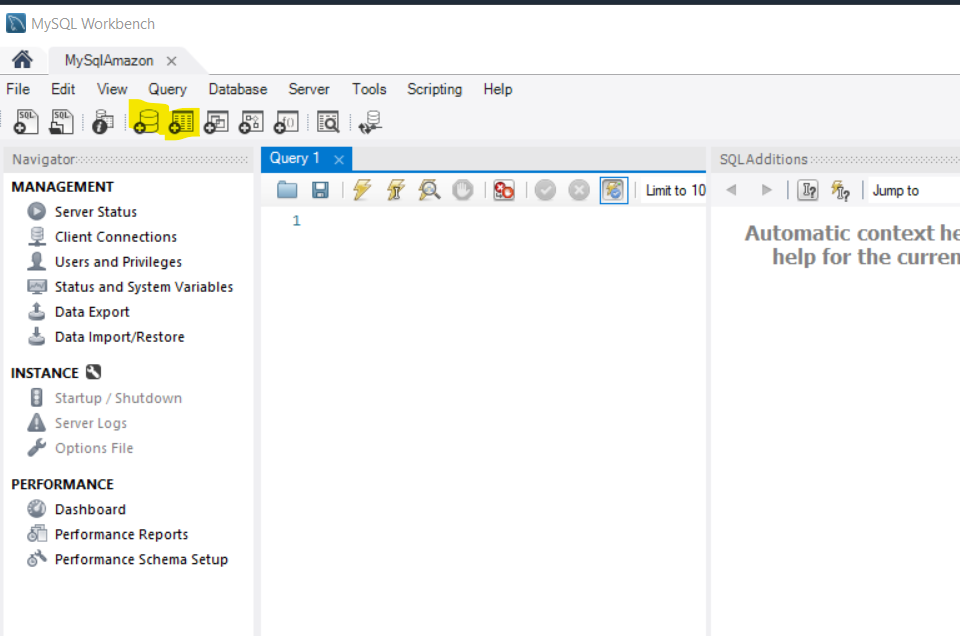 MySQL Workbench
MySqlAmazon
File Edit View Query Database Server Tools Scripting Help
SQL SQL
Navigator
MANAGEMENT
Server Status
Client Connections
Users and Privileges
Status and System Variables
Data Export
Data Import/Restore
INSTANCE
Startup / Shutdown
Server Logs
Options File
PERFORMANCE
Dashboard
Performance Reports
Performance Schema Setup
Query 1
Limit to 10
1
SQLAdditions
Jump to
Automatic context he
help for the curren